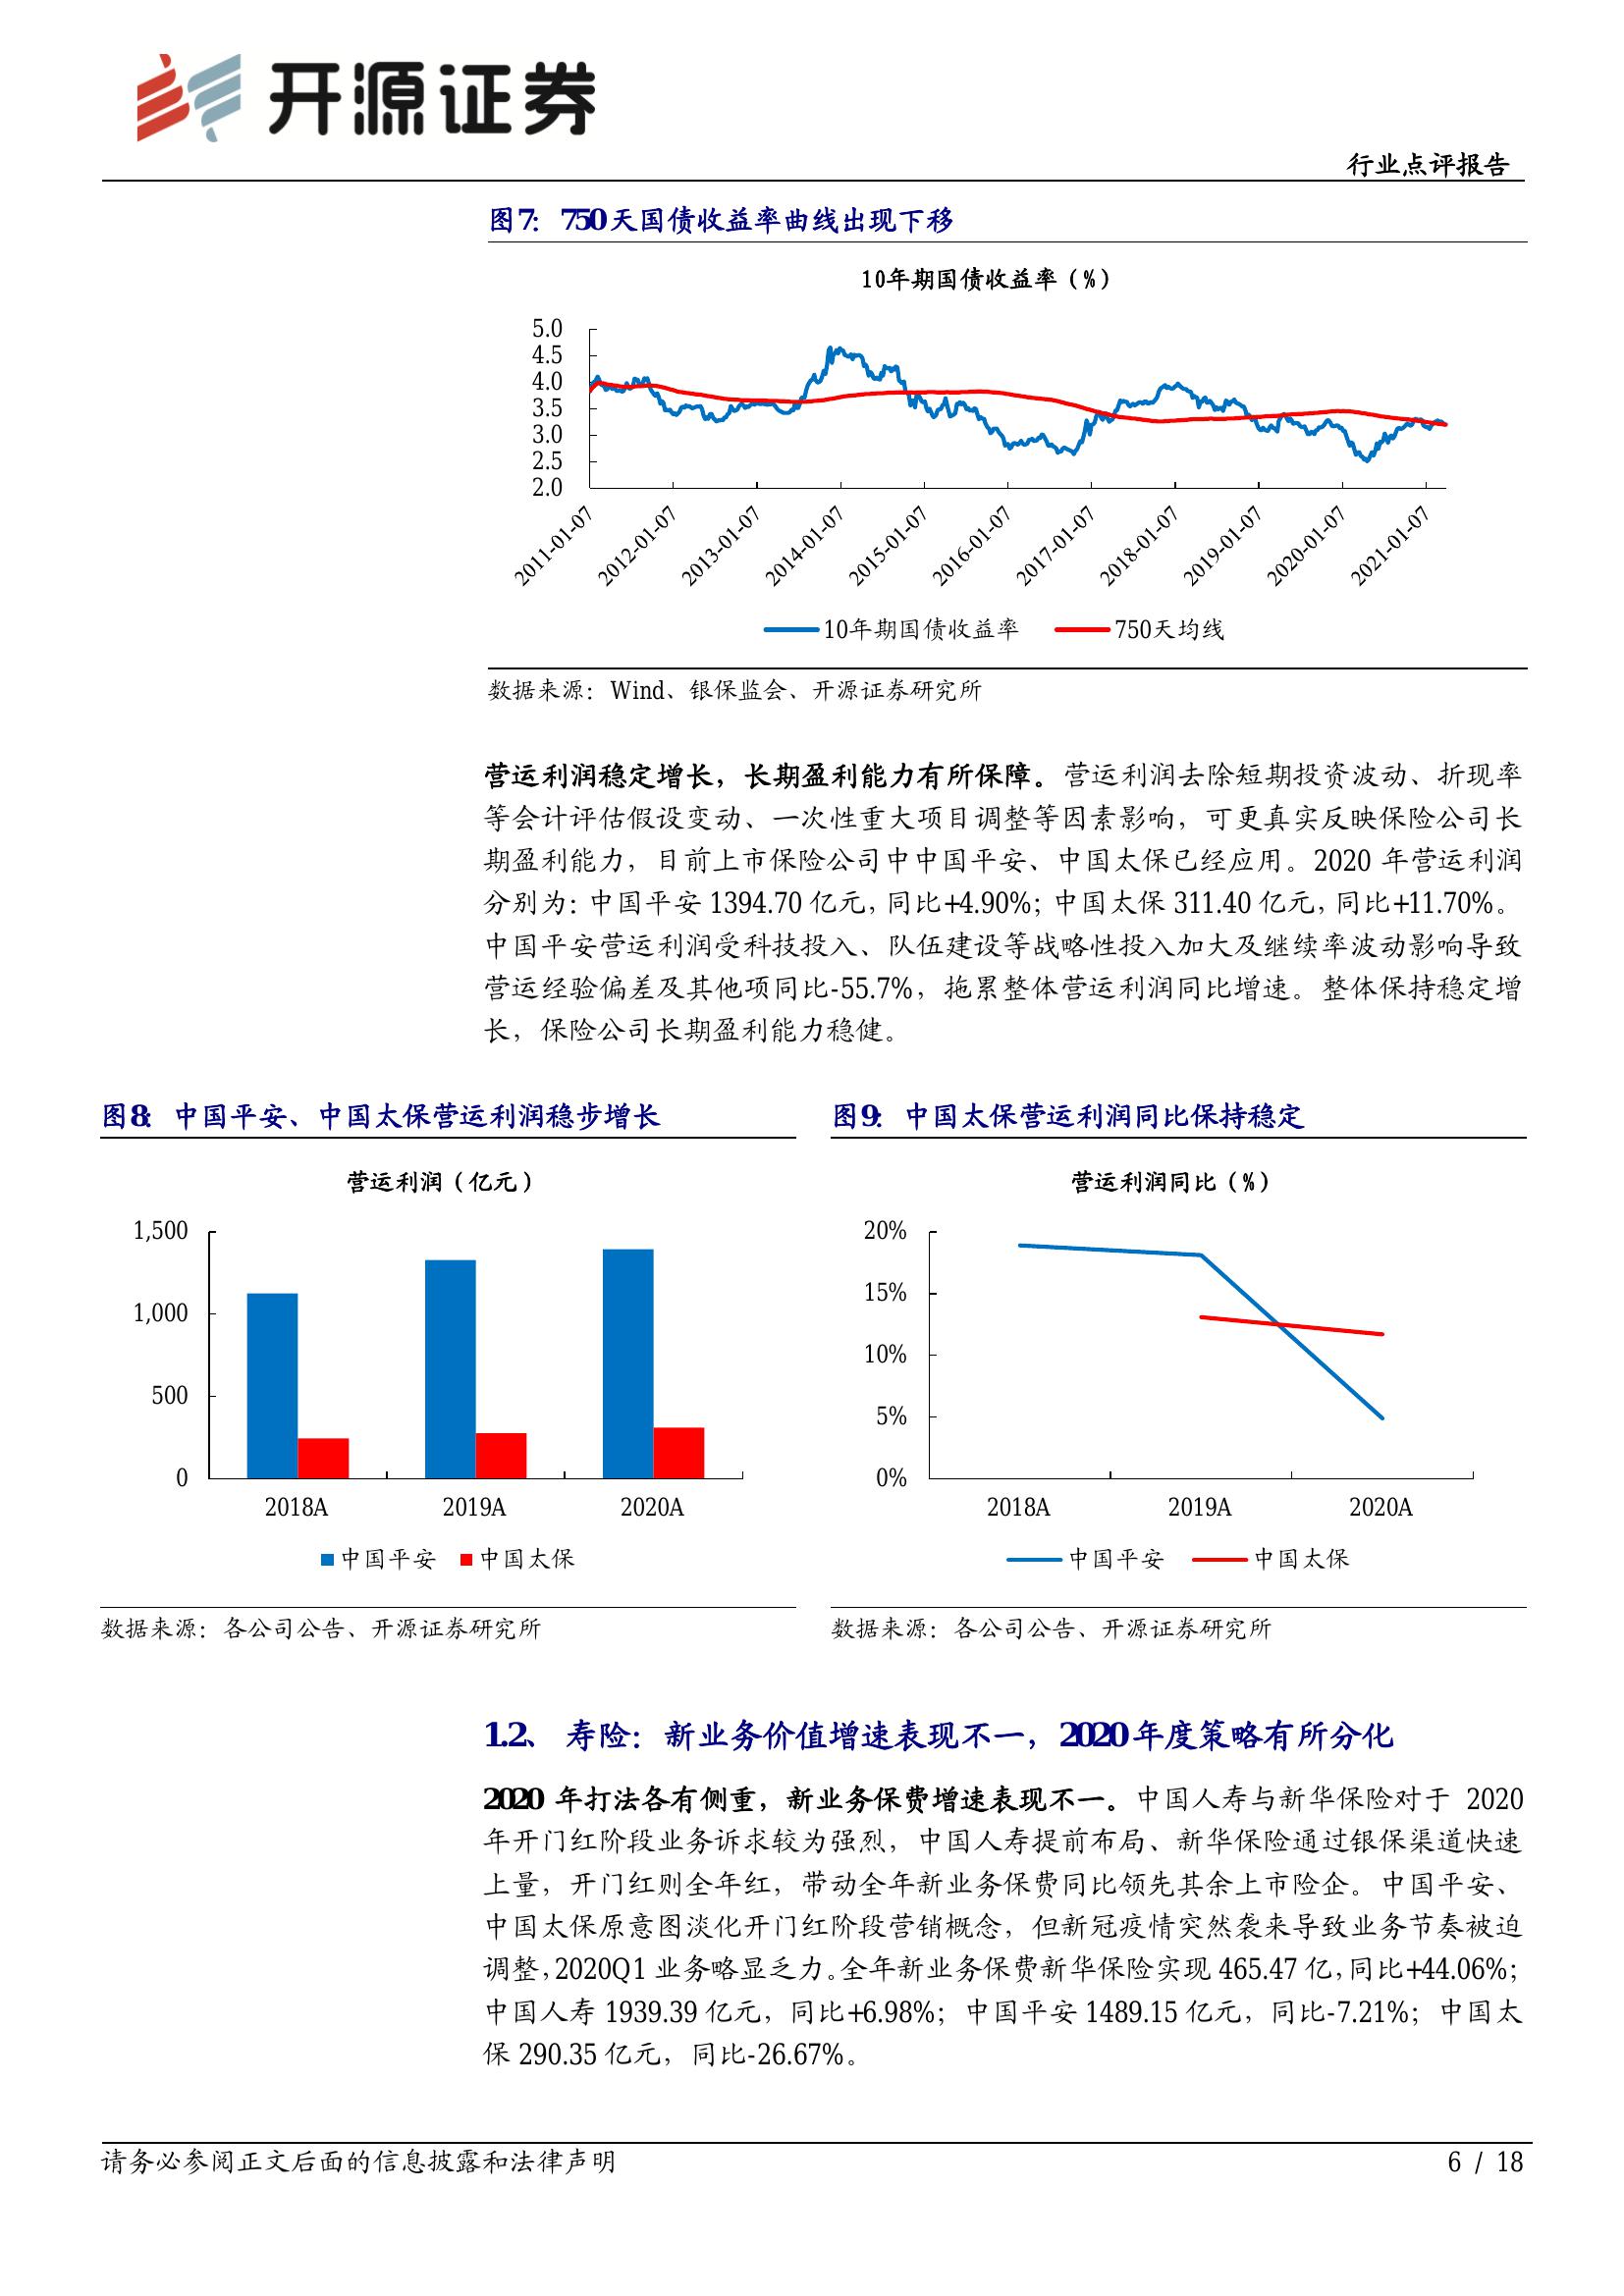 开源证券
行业点评报告
图7： 750天国债收益率曲线出现下移
10年期国债收益率（%）
5.0
4.5
4.0
3.5
3.0
2.5
2.0
2011-01-07
2012-01-07
2013-01-07
2014-01-07
2015-01-07
2016-01-07
2017-01-07
2018-01-07
2019-01-07
2020-01-07
2021-01-07
10年期国债收益率 750天均线
数据来源：Wind、银保监会、开源证券研究所
营运利润稳定增长，长期盈利能力有所保障。营运利润去除短期投资波动、折现率
等会计评估假设变动、一次性重大项目调整等因素影响，可更真实反映保险公司长
期盈利能力，目前上市保险公司中中国平安、中国太保已经应用。2020 年营运利润
分别为：中国平安 1394.70 亿元，同比+4.90%；中国太保 311.40 亿元，同比+11.70%。
中国平安营运利润受科技投入、队伍建设等战略性投入加大及继续率波动影响导致
营运经验偏差及其他项同比-55.7%，拖累整体营运利润同比增速。整体保持稳定增
长，保险公司长期盈利能力稳健。
图8： 中国平安、中国太保营运利润稳步增长
营运利润（亿元）
1,500
1,000
500
0
2018A 2019A 2020A
中国平安 中国太保
数据来源：各公司公告、开源证券研究所
图9： 中国太保营运利润同比保持稳定
营运利润同比（%）
20%
15%
10%
5%
0%
2018A 2019A 2020A
中国平安 中国太保
数据来源：各公司公告、开源证券研究所
1.2、 寿险：新业务价值增速表现不一，2020 年度策略有所分化
2020 年打法各有侧重，新业务保费增速表现不一。中国人寿与新华保险对于 2020
年开门红阶段业务诉求较为强烈，中国人寿提前布局、新华保险通过银保渠道快速
上量，开门红则全年红，带动全年新业务保费同比领先其余上市险企。中国平安、
中国太保原意图淡化开门红阶段营销概念，但新冠疫情突然袭来导致业务节奏被迫
调整，2020Q1 业务略显乏力。全年新业务保费新华保险实现 465.47 亿，同比+44.06%；
中国人寿 1939.39 亿元，同比+6.98%；中国平安 1489.15 亿元，同比-7.21%；中国太
保 290.35 亿元，同比-26.67%。
请务必参阅正文后面的信息披露和法律声明
6 / 18